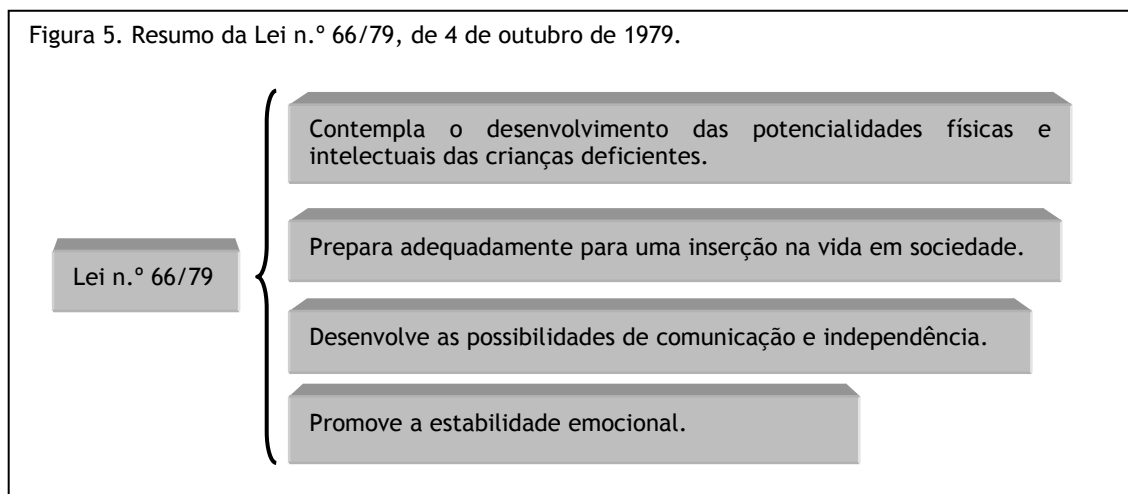 Figura 5. Resumo da Lei n.º 66/79, de 4 de outubro de 1979.
Contempla o desenvolvimento das potencialidades físicas e
intelectuais das crianças deficientes.
Prepara adequadamente para uma inserção na vida em sociedade.
Lei n.º 66/79
Desenvolve as possibilidades de comunicação e independência.
Promove a estabilidade emocional.